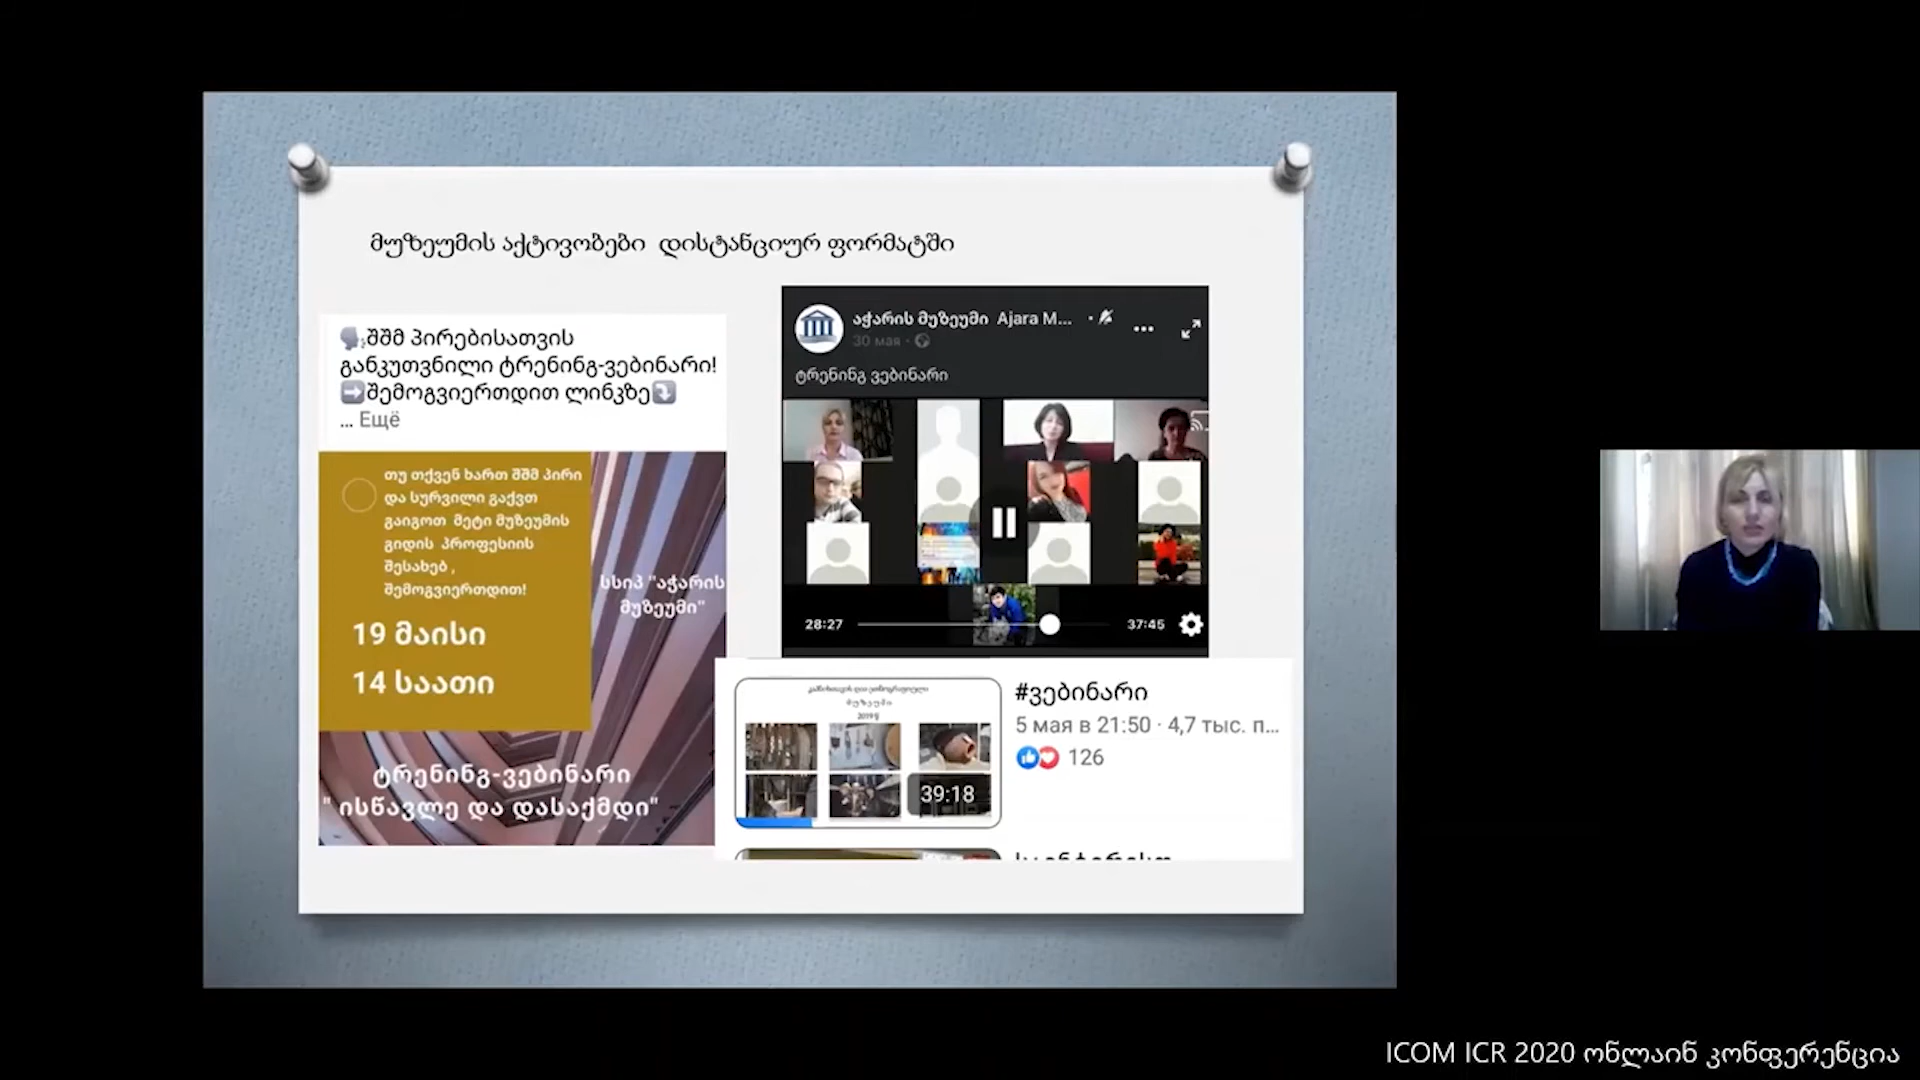 მუზეუმის აქტივობები დისტანციურ ფორმატში
შშმ პირებისათვის
განკუთვნილი ტრენინგ-ვებინარი!
შემოგვიერთდით ლინკზე
... Ещё
თუ თქვენ ხართ შშმ პირი
და სურვილი გაქვთ
გაიგოთ მეტი მუზეუმის
გიდის პროფესიის
შესახებ ,
შემოგვიერთდით!
19 მაისი
14 საათი
სსიპ "აჭარის
მუზეუმი"
ტრენინგ-ვებინარი
" ისწავლე და დასაქმდი"
აჭარის მუზეუმი Ajara M... ·
30 мая ·
ტრენინგ ვებინარი
28:27
37:45
მუზეუმი
2019წ
39:18
#ვებინარი
5 мая в 21:50 · 4,7 тыс. п...
126
ICOM ICR 2020 ონლაინ კონფერენცია